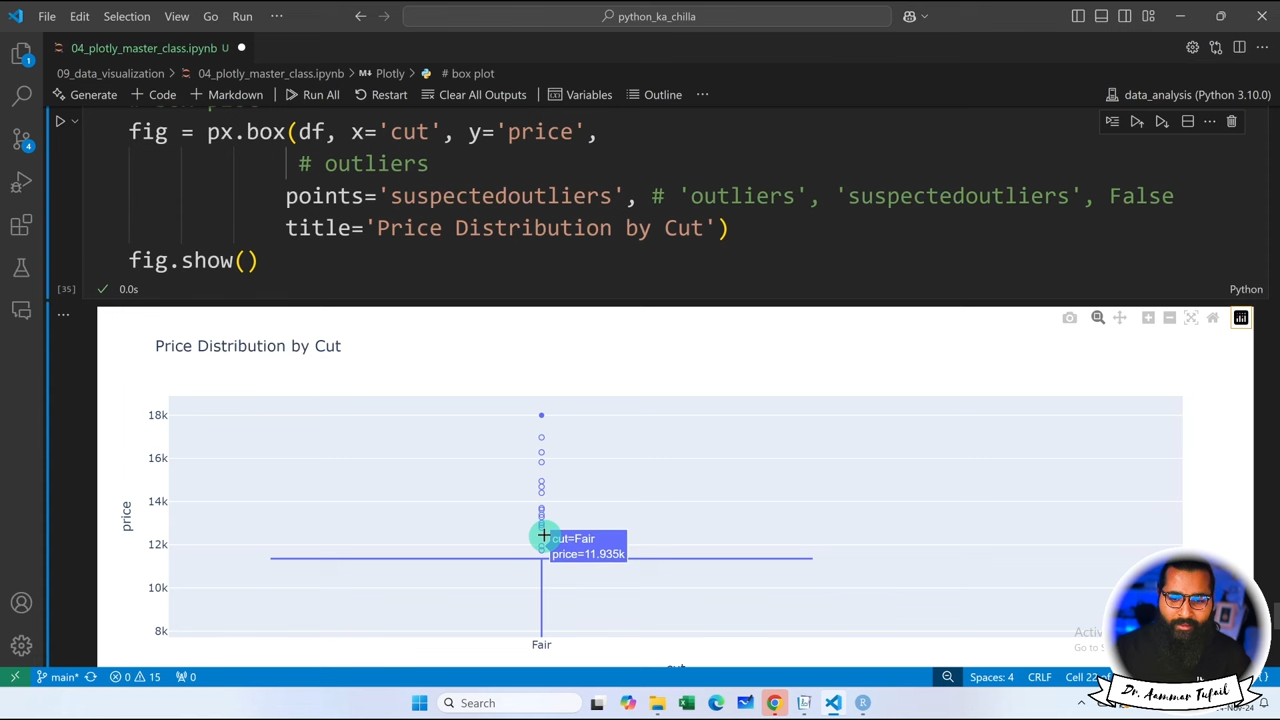 File Edit Selection View Go Run ···
python_ka_chilla
04_plotly_master_class.ipynb U
09_data_visualization > 04_plotly_master_class.ipynb > M↓ Plotly > # box plot
Generate + Code + Markdown Run All Restart Clear All Outputs Variables Outline ···
data_analysis (Python 3.10.0)
fig = px.box(df, x='cut', y='price',
# outliers
points='suspectedoutliers', # 'outliers', 'suspectedoutliers', False
title='Price Distribution by Cut')
fig.show()
[35] 0.0s
Python
Price Distribution by Cut
18k
16k
14k
12k
10k
8k
price
cut=Fair
price=11.935k
Fair
1
4
main* 0 15 0
Spaces: 4 CRLF
Search
Dr. Aammar Tufail